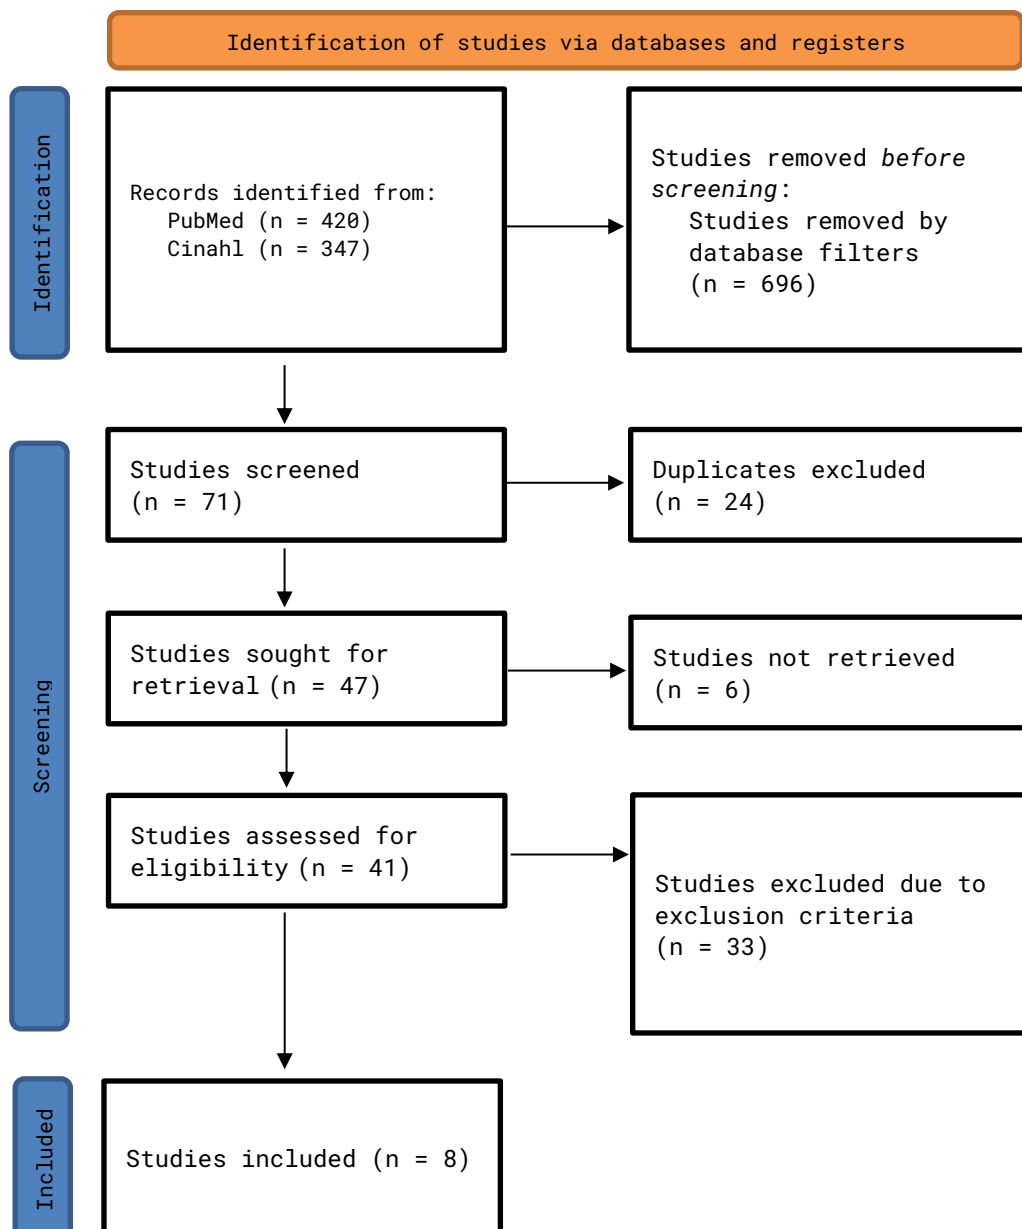 Identification of studies via databases and registers
Identification
Records identified from:
PubMed (n = 420)
Cinahl (n = 347)
Studies removed before
screening:
Studies removed by
database filters
(n = 696)
Screening
Studies screened
(n = 71)
Duplicates excluded
(n = 24)
Studies sought for
retrieval (n = 47)
Studies not retrieved
(n = 6)
Studies assessed for
eligibility (n = 41)
Studies excluded due to
exclusion criteria
(n = 33)
Included
Studies included (n = 8)